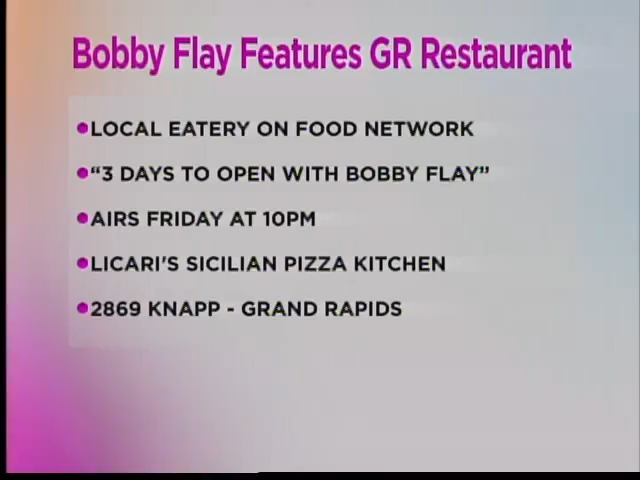 Bobby Flay Features GR Restaurant
•LOCAL EATERY ON FOOD NETWORK
•“3 DAYS TO OPEN WITH BOBBY FLAY”
•AIRS FRIDAY AT 10PM
•LICARI'S SICILIAN PIZZA KITCHEN
•2869 KNAPP - GRAND RAPIDS